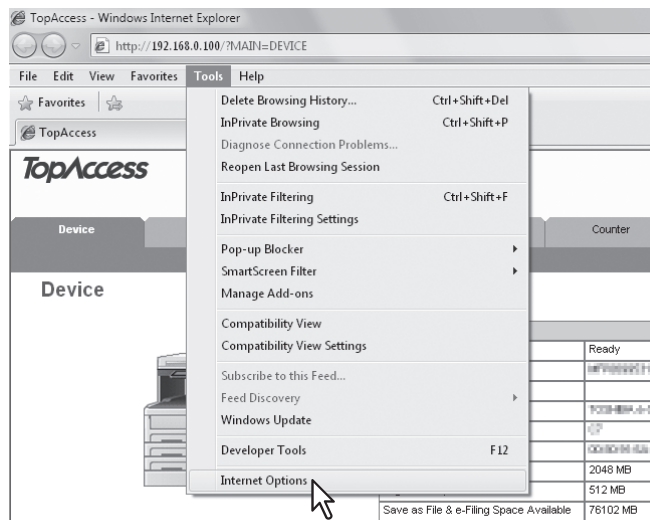 TopAccess - Windows Internet Explorer
http://192.168.0.100/?MAIN=DEVICE
File Edit View Favorites Tools Help
Favorites
TopAccess
TopAccess
Device
Counter
Device
Delete Browsing History... Ctrl+Shift+Del
InPrivate Browsing Ctrl+Shift+P
Diagnose Connection Problems...
Reopen Last Browsing Session
InPrivate Filtering Ctrl+Shift+F
InPrivate Filtering Settings
Pop-up Blocker
SmartScreen Filter
Manage Add-ons
Compatibility View
Compatibility View Settings
Subscribe to this Feed...
Feed Discovery
Windows Update
Developer Tools F12
Internet Options
Ready
2048 MB
512 MB
Save as File & e-Filing Space Available 76102 MB